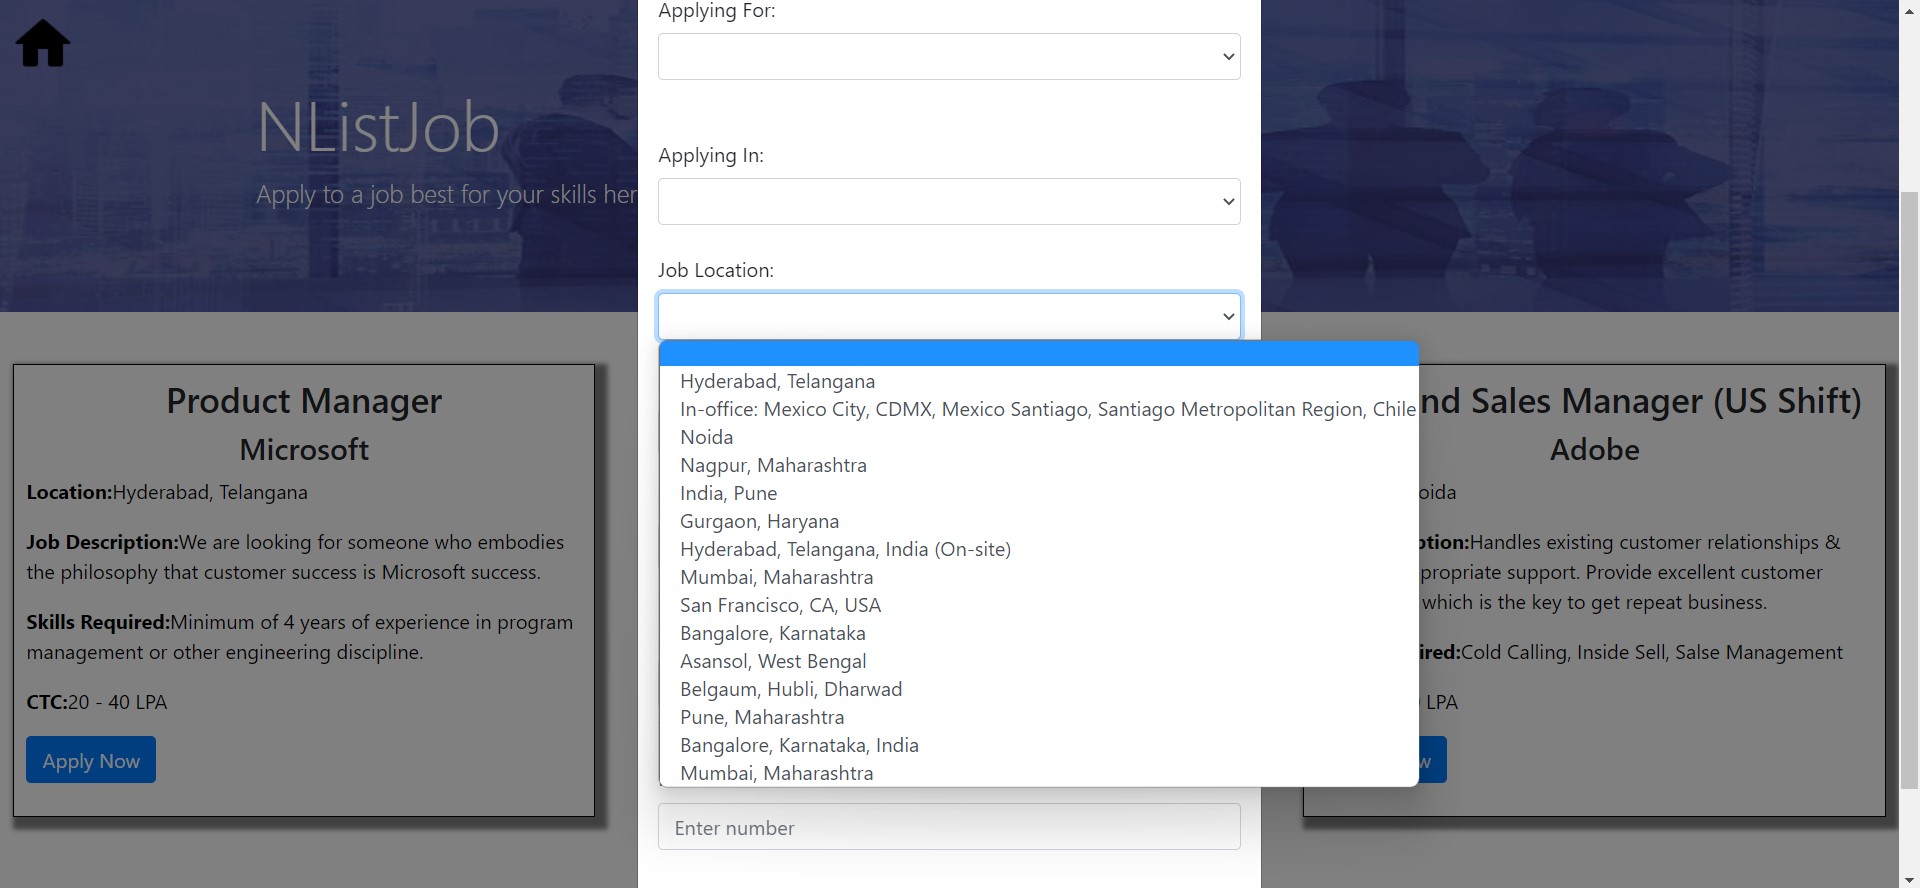 NListJob
Apply to a job best for your skills
Applying For:
Applying In:
Job Location:
Hyderabad, Telangana
In-office: Mexico City, CDMX, Mexico Santiago, Santiago Metropolitan Region, Chile
Noida
Nagpur, Maharashtra
India, Pune
Gurgaon, Haryana
Hyderabad, Telangana, India (On-site)
Mumbai, Maharashtra
San Francisco, CA, USA
Bangalore, Karnataka
Asansol, West Bengal
Belgaum, Hubli, Dharwad
Pune, Maharashtra
Bangalore, Karnataka, India
Mumbai, Maharashtra
Enter number
Product Manager
Microsoft
Location:Hyderabad, Telangana
Job Description:We are looking for someone who embodies
the philosophy that customer success is Microsoft success.
Skills Required:Minimum of 4 years of experience in program
management or other engineering discipline.
CTC:20 - 40 LPA
Apply Now
Sales Manager (US Shift)
Adobe
Handles existing customer relationships &
support. Provide excellent customer
which is the key to get repeat business.
Cold Calling, Inside Sell, Salse Management
LPA